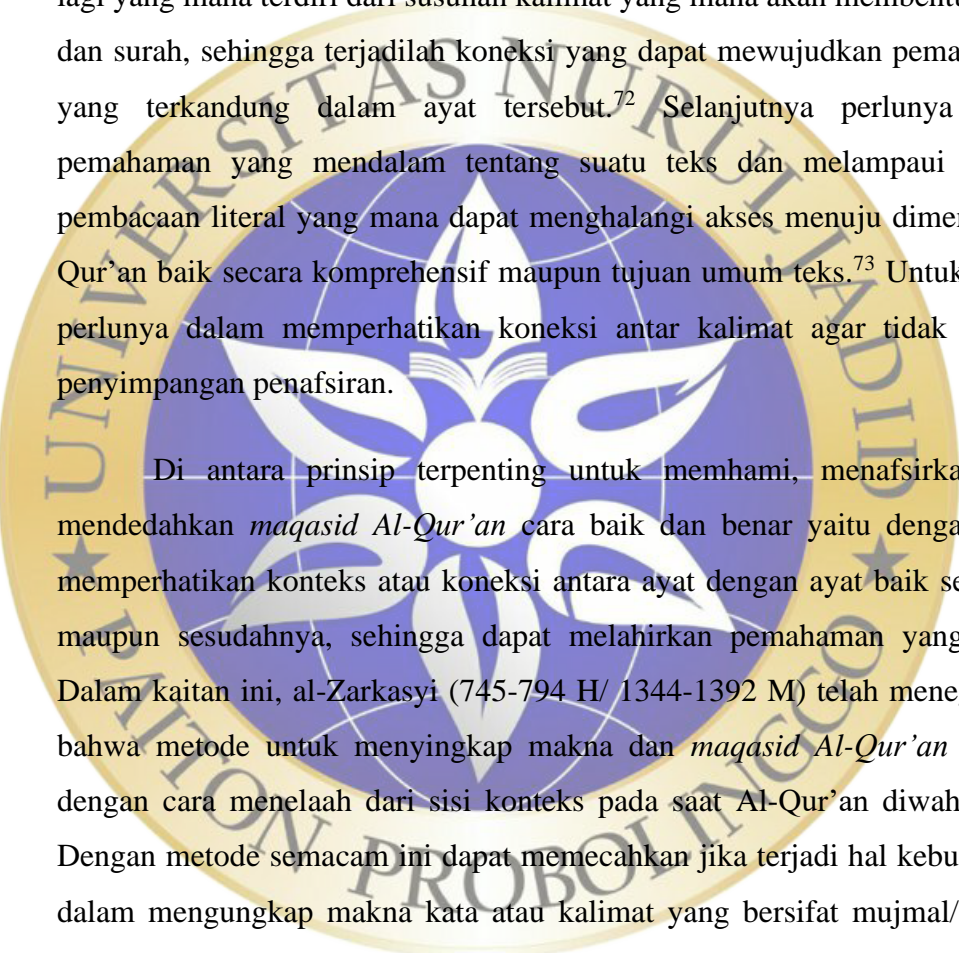 lagi yang mana terdiri dari susunan kalimat yang mana akan membentu
dan surah, sehingga terjadilah koneksi yang dapat mewujudkan pema
yang terkandung dalam ayat tersebut.72 Selanjutnya perlunya
pemahaman yang mendalam tentang suatu teks dan melampaui
pembacaan literal yang mana dapat menghalangi akses menuju dimen
Qur’an baik secara komprehensif maupun tujuan umum teks.73 Untuk
perlunya dalam memperhatikan koneksi antar kalimat agar tidak
penyimpangan penafsiran.
Di antara prinsip terpenting untuk memhami, menafsirka
mendedahkan maqasid Al-Qur’an cara baik dan benar yaitu denga
memperhatikan konteks atau koneksi antara ayat dengan ayat baik se
maupun sesudahnya, sehingga dapat melahirkan pemahaman yang
Dalam kaitan ini, al-Zarkasyi (745-794 H/ 1344-1392 M) telah mene
bahwa metode untuk menyingkap makna dan maqasid Al-Qur’an
dengan cara menelaah dari sisi konteks pada saat Al-Qur’an diwah
Dengan metode semacam ini dapat memecahkan jika terjadi hal kebu
dalam mengungkap makna kata atau kalimat yang bersifat mujmal/
UNIVERSITAS NURUL JADID
PAITON PROBOLINGGO